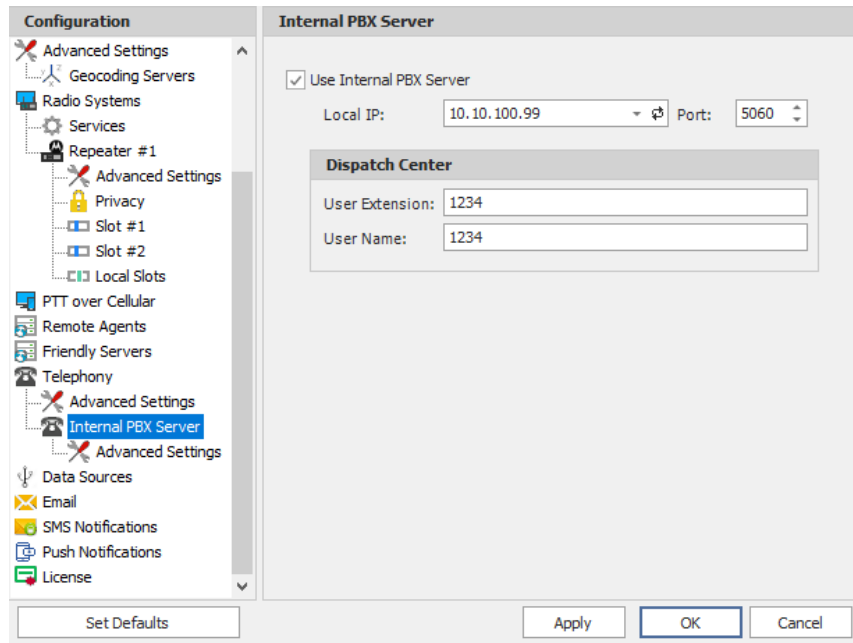 Configuration
Advanced Settings
Geocoding Servers
Radio Systems
Services
Repeater #1
Advanced Settings
Privacy
Slot #1
Slot #2
Local Slots
PTT over Cellular
Remote Agents
Friendly Servers
Telephony
Advanced Settings
Internal PBX Server
Advanced Settings
Data Sources
Email
SMS Notifications
Push Notifications
License
Set Defaults
Internal PBX Server
Use Internal PBX Server
Local IP: 10.10.100.99 Port: 5060
Dispatch Center
User Extension: 1234
User Name: 1234
Apply OK Cancel